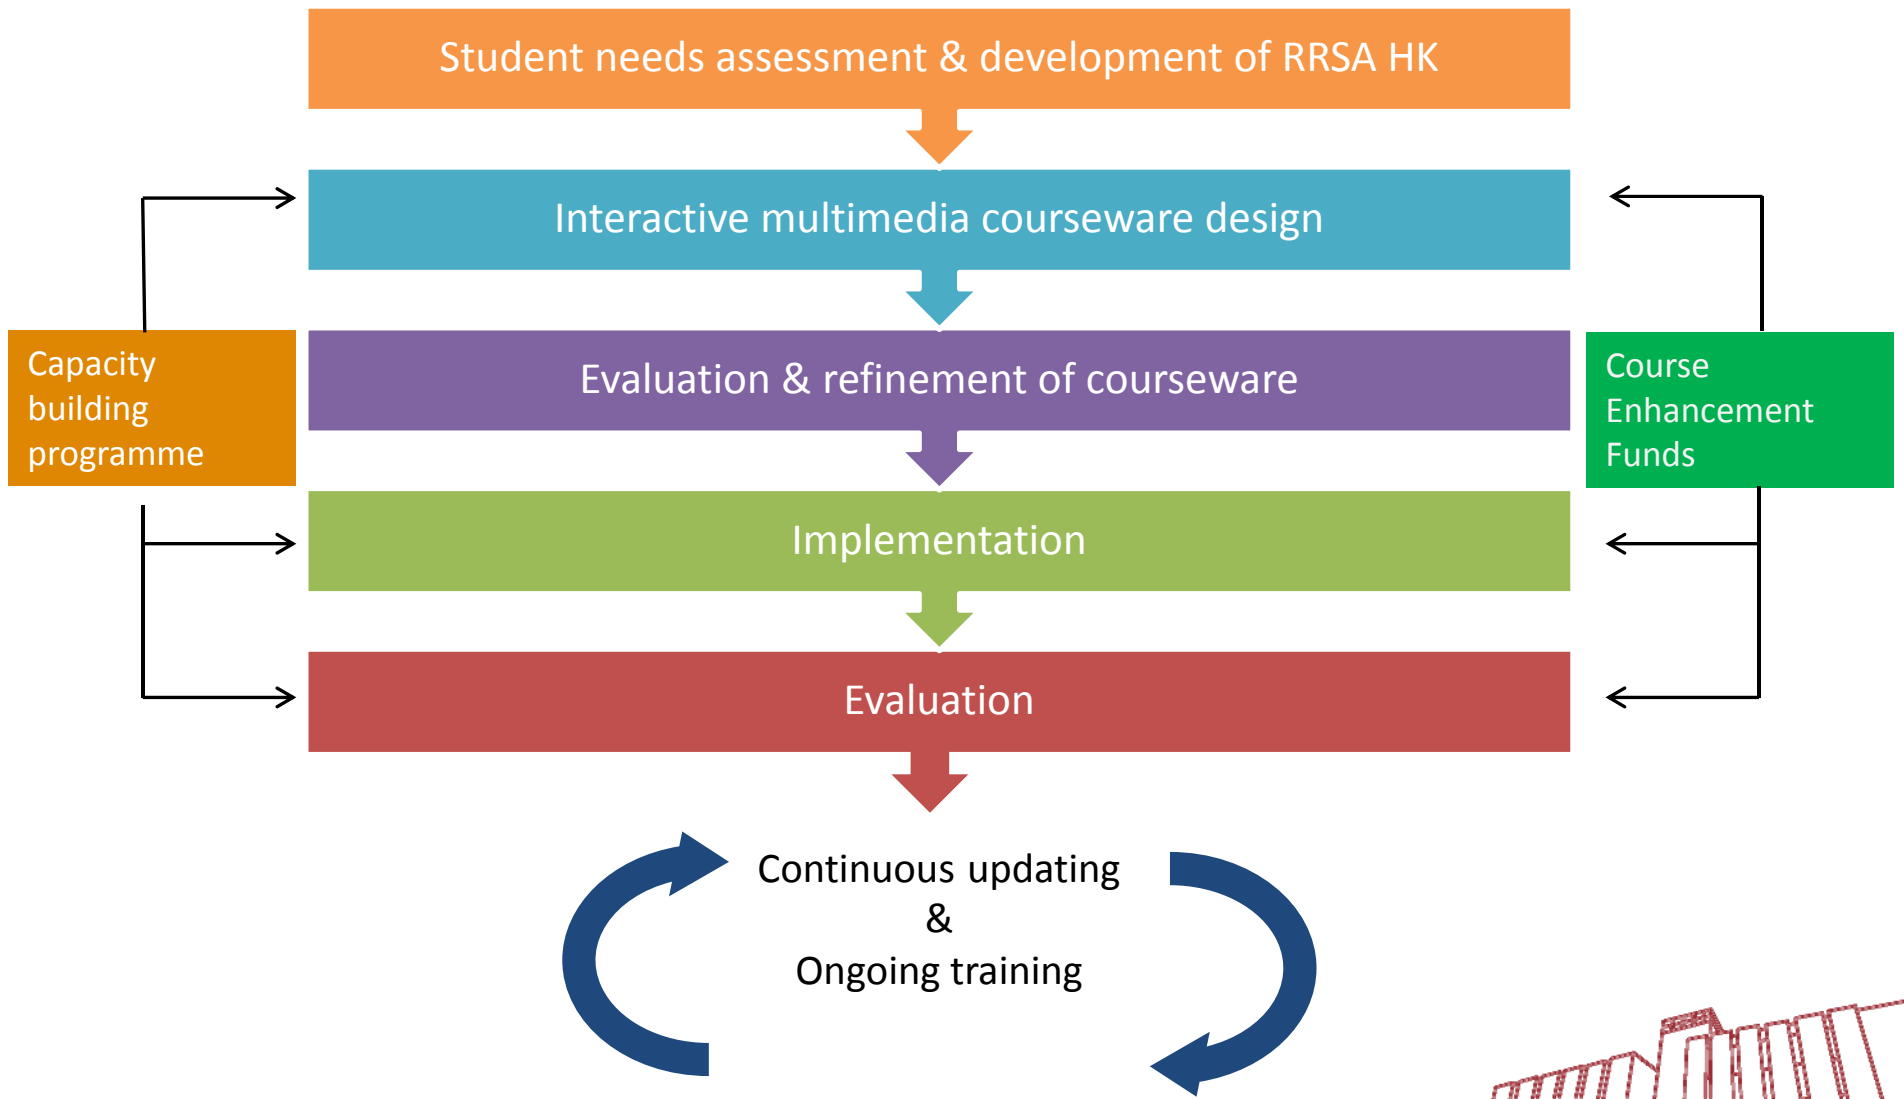 Student needs assessment & development of RRSA HK
Interactive multimedia courseware design
Capacity
building
programme
Evaluation & refinement of courseware
Course
Enhancement
Funds
Implementation
Evaluation
Continuous updating
&
Ongoing training